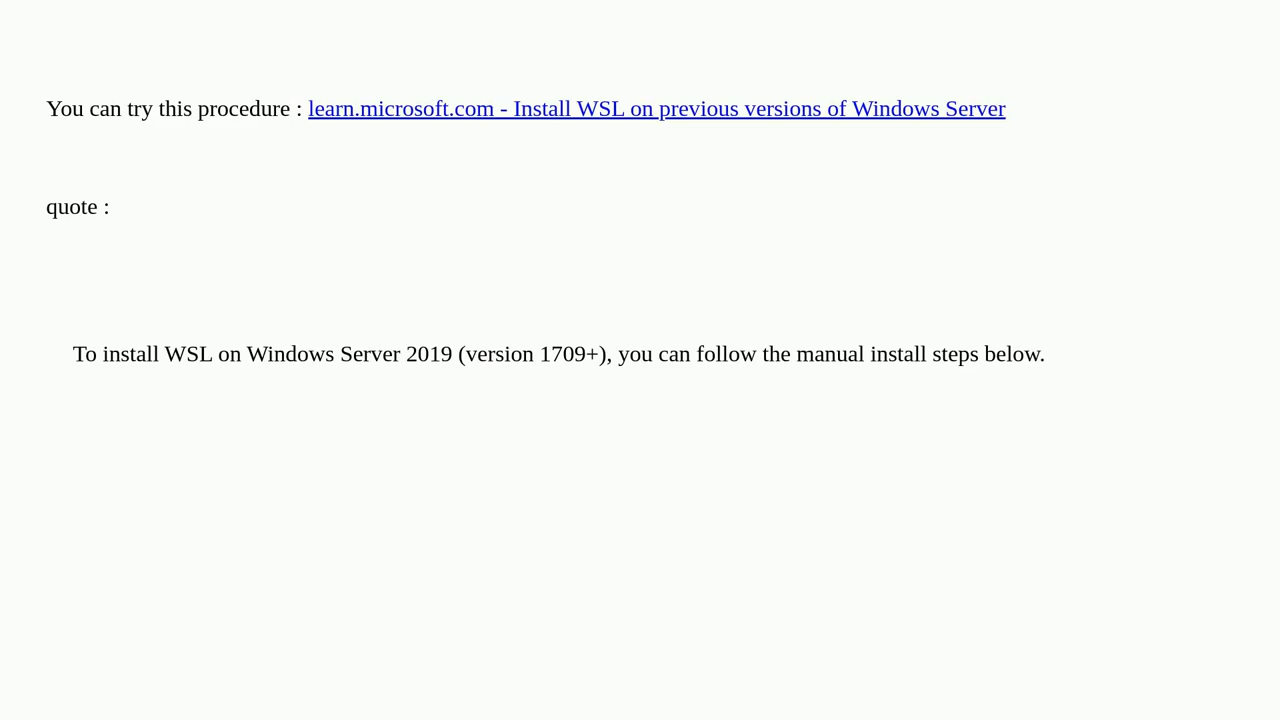 You can try this procedure : learn.microsoft.com - Install WSL on previous versions of Windows Server
quote :
To install WSL on Windows Server 2019 (version 1709+), you can follow the manual install steps below.